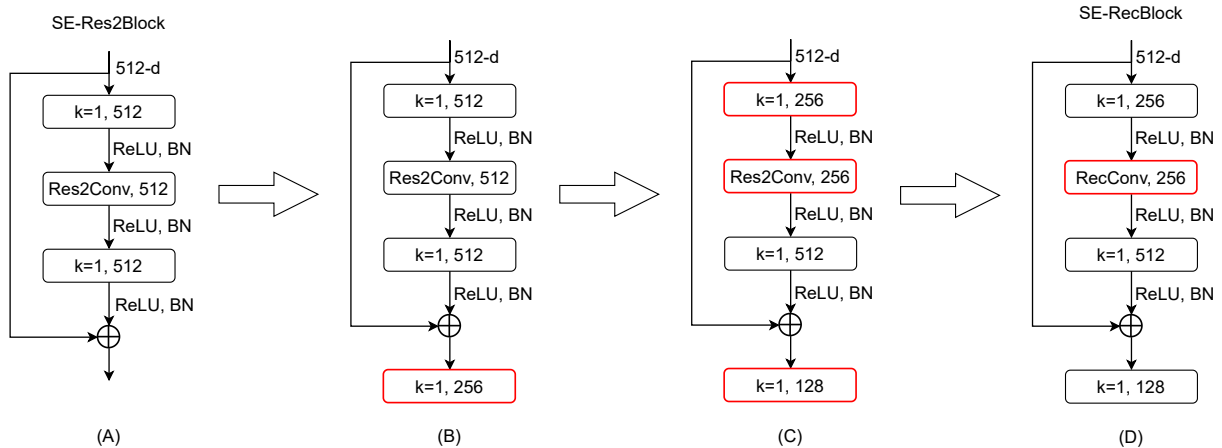 SE-Res2Block
512-d
k=1, 512
ReLU, BN
Res2Conv, 512
ReLU, BN
k=1, 512
ReLU, BN
(A)
512-d
k=1, 512
ReLU, BN
Res2Conv, 512
ReLU, BN
k=1, 512
ReLU, BN
k=1, 256
(B)
512-d
k=1, 256
ReLU, BN
Res2Conv, 256
ReLU, BN
k=1, 512
ReLU, BN
k=1, 128
(C)
SE-RecBlock
512-d
k=1, 256
ReLU, BN
RecConv, 256
ReLU, BN
k=1, 512
ReLU, BN
k=1, 128
(D)